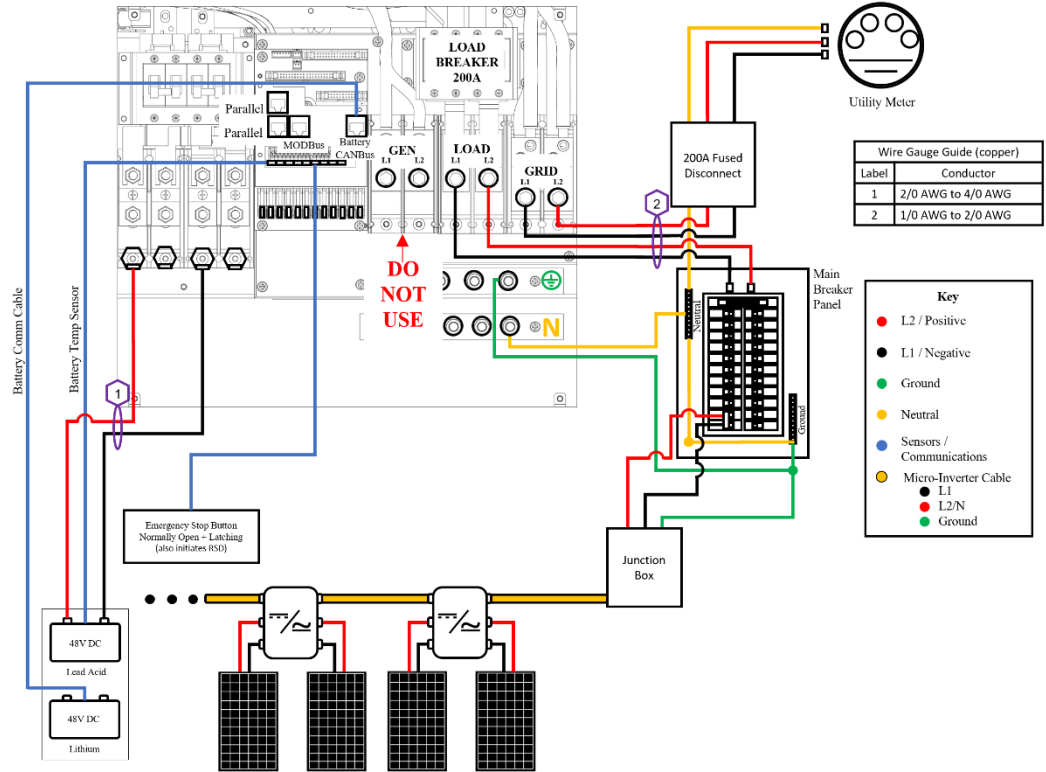 LOAD
BREAKER
200A
Parallel
Parallel
MODBus
Battery
CANBus
GEN
L1
L2
LOAD
L1
L2
GRID
L1
L2
DO
NOT
USE
N
Utility Meter
200A Fused
Disconnect
2
Wire Gauge Guide (copper)
Label Conductor
1 2/0 AWG to 4/0 AWG
2 1/0 AWG to 2/0 AWG
Main
Breaker
Panel
Neutral
Ground
Key
L2 / Positive
L1 / Negative
Ground
Neutral
Sensors /
Communications
Micro-Inverter Cable
L1
L2/N
Ground
Battery Comm Cable
Battery Temp Sensor
1
Emergency Stop Button
Normally Open + Latching
(also initiates RSD)
Junction
Box
48V DC
Lead Acid
48V DC
Lithium